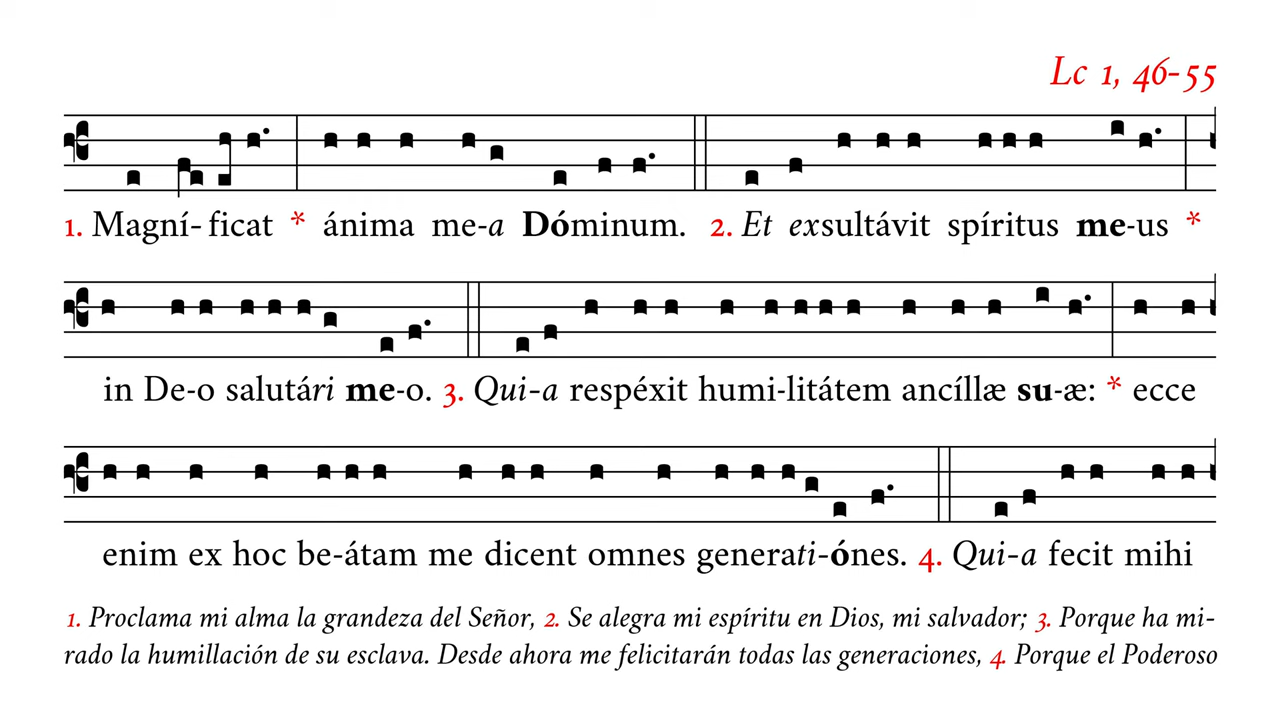 Lc 1, 46-55
1. Magní-ficat * ánima me-a Dóminum. 2. Et exsultávit spíritus me-us *
in De-o salutári me-o. 3. Qui-a respéxit humi-litátem ancíllæ su-æ: * ecce
enim ex hoc be-átam me dicent omnes generati-ónes. 4. Qui-a fecit mihi
1. Proclama mi alma la grandeza del Señor, 2. Se alegra mi espíritu en Dios, mi salvador; 3. Porque ha mi-
rado la humillación de su esclava. Desde ahora me felicitarán todas las generaciones, 4. Porque el Poderoso